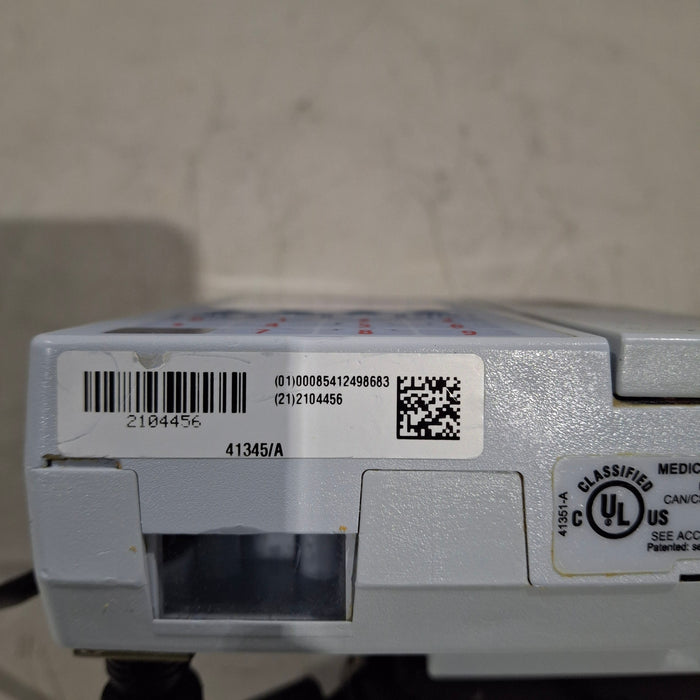 (01)00085412498683
(21)2104456
2104456
41345/A
41351-A
CLASSIFIED
C UL US
MEDIC
CAN/C
SEE ACC
Patented: se